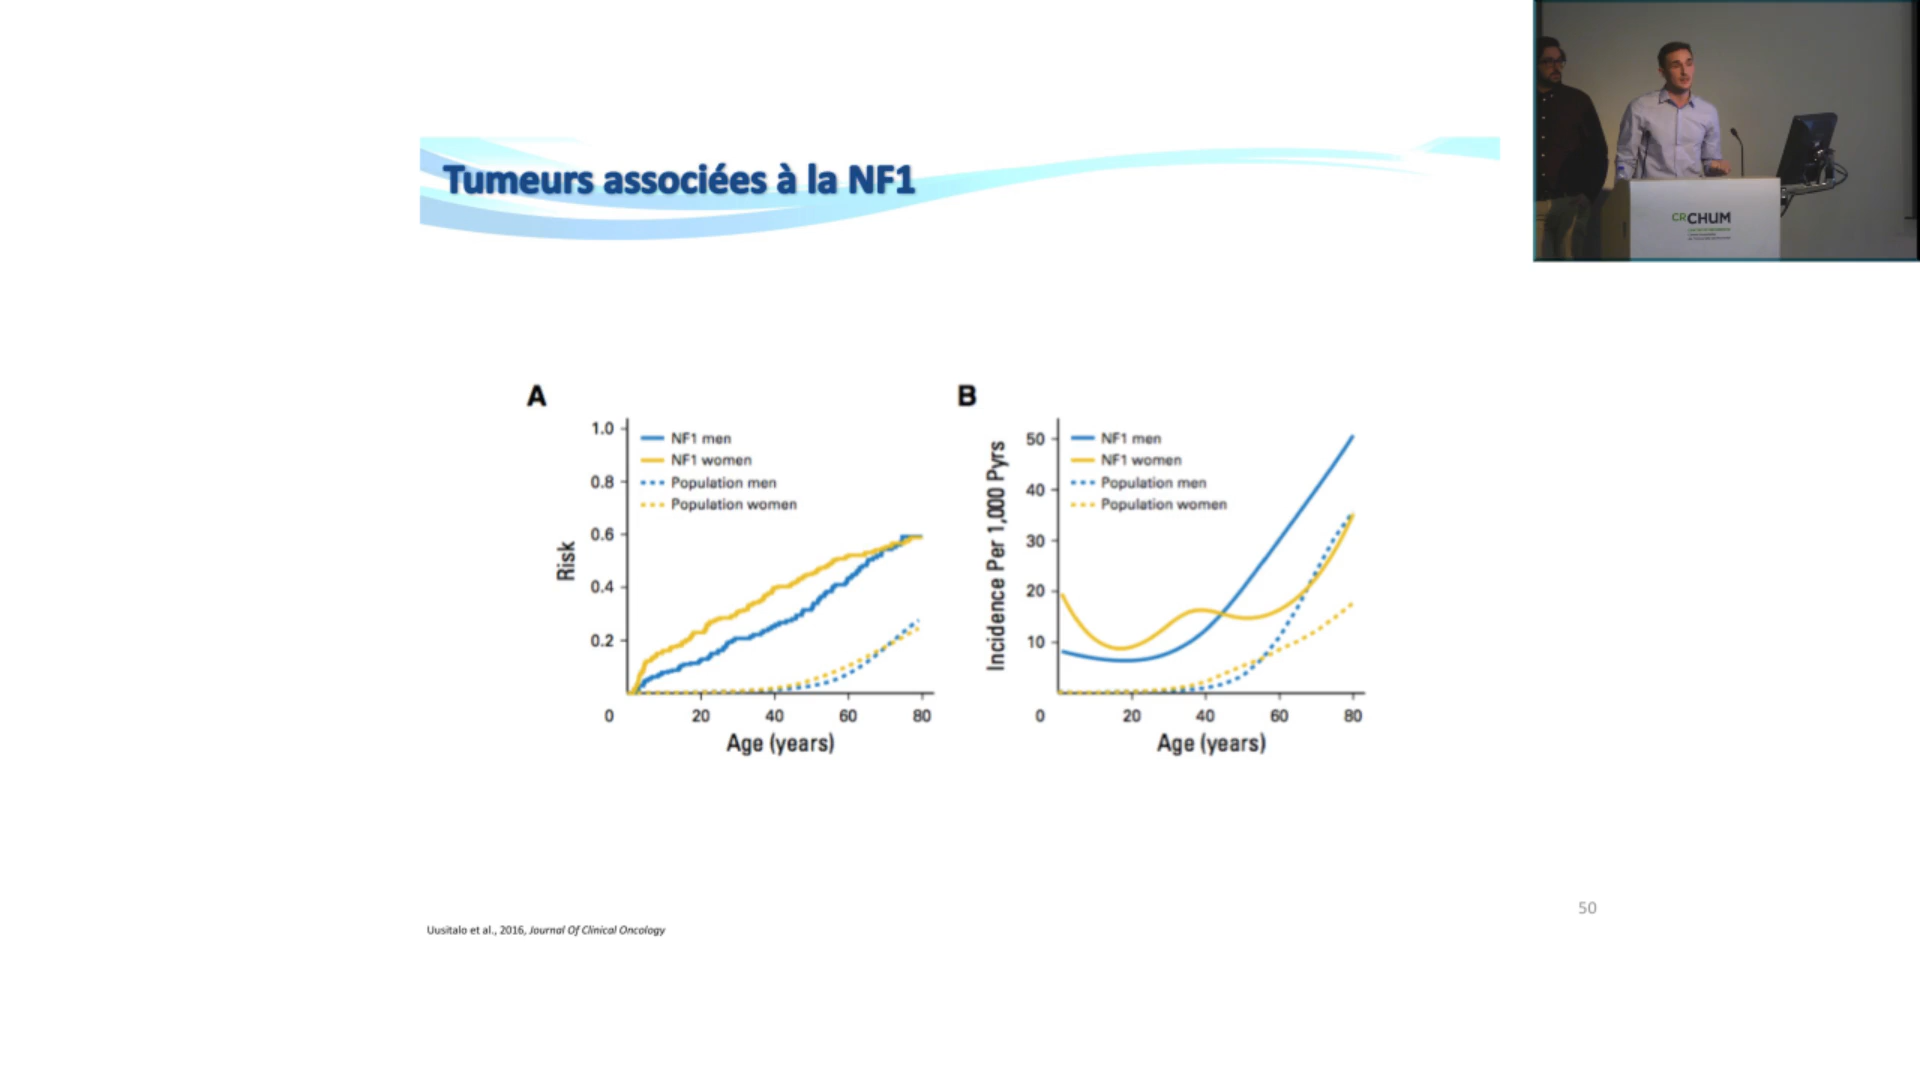 Tumeurs associées à la NF1
CRCHUM
A
1.0
0.8
0.6
0.4
0.2
Risk
NF1 men
NF1 women
Population men
Population women
0
20
40
60
80
Age (years)
B
50
40
30
20
10
Incidence Per 1,000 Pyrs
NF1 men
NF1 women
Population men
Population women
0
20
40
60
80
Age (years)
50
Uusitalo et al., 2016, Journal Of Clinical Oncology